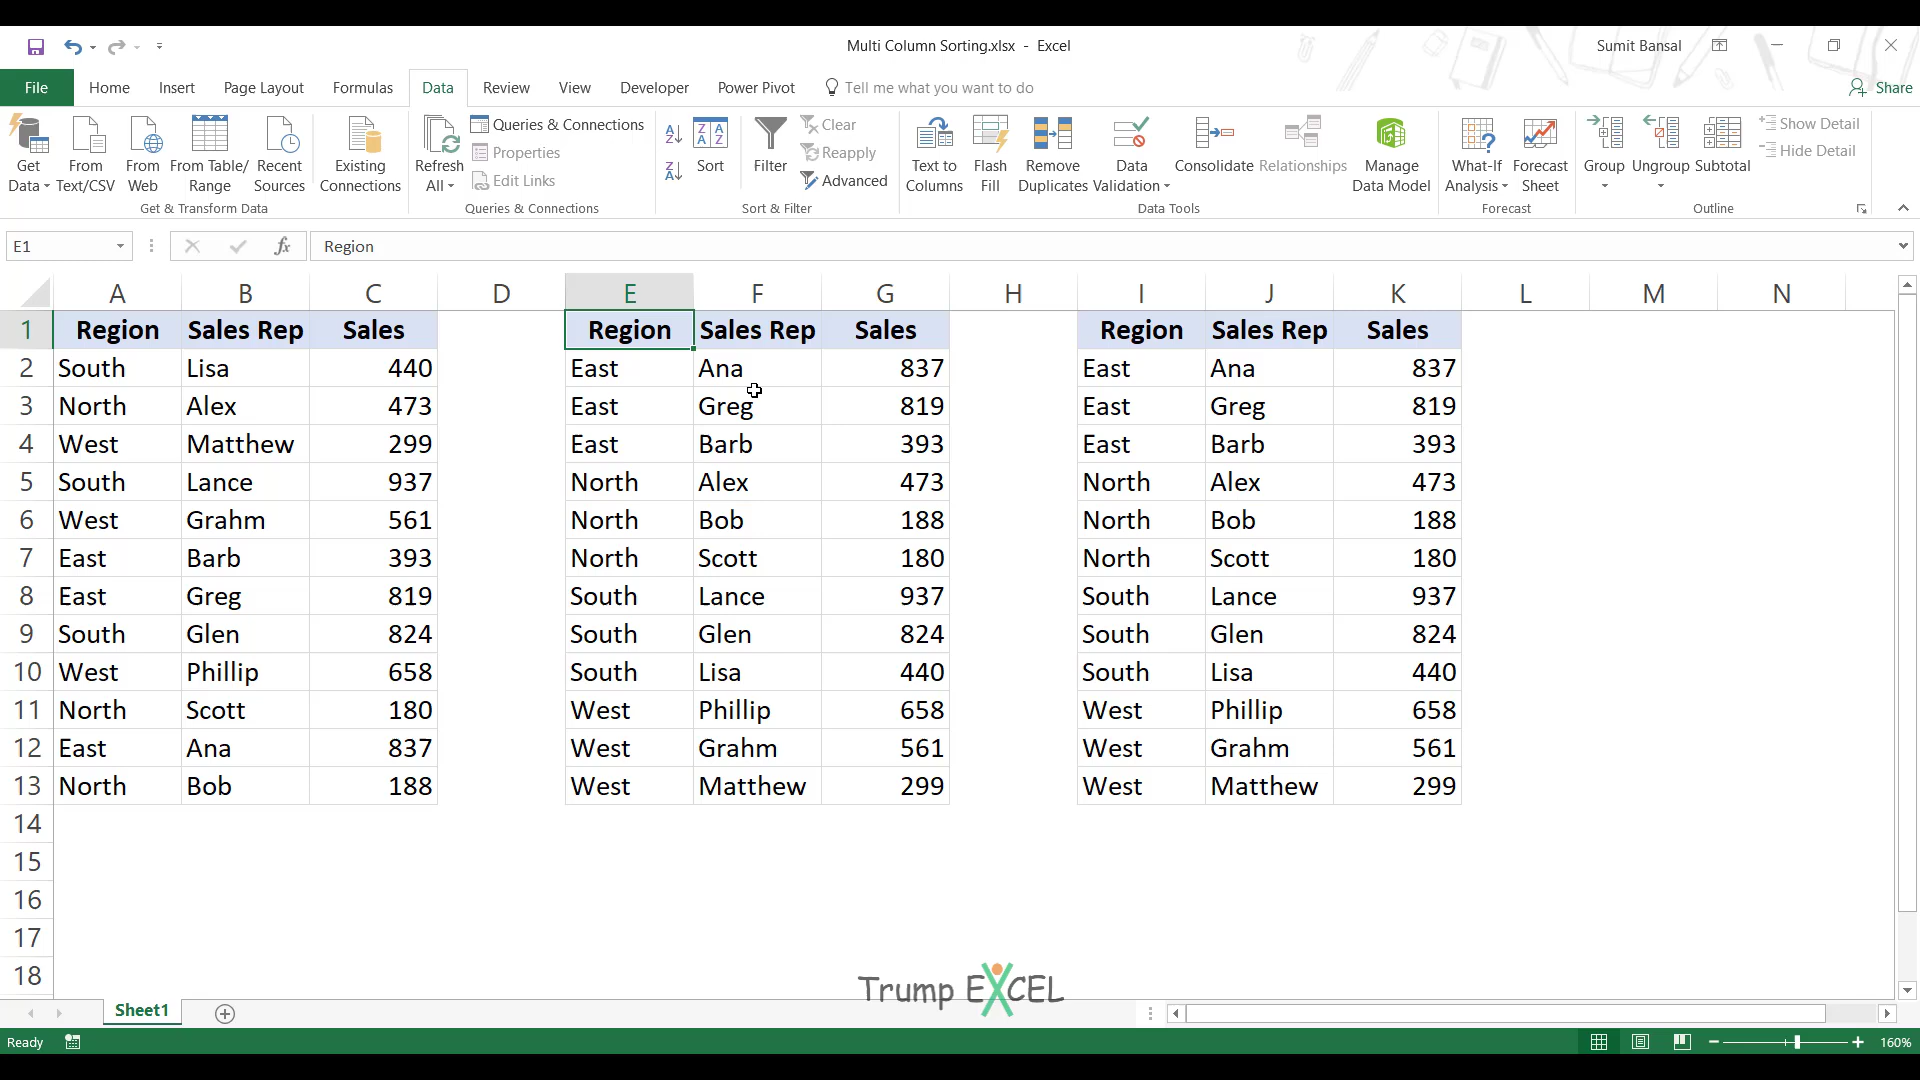 Multi Column Sorting.xlsx - Excel
Sumit Bansal
File Home Insert Page Layout Formulas Data Review View Developer Power Pivot Tell me what you want to do Share
Get Data
From Text/CSV
From Web
From Table/ Range
Recent Sources
Existing Connections
Get & Transform Data
Refresh All
Queries & Connections
Properties
Edit Links
Queries & Connections
Sort
Filter
Clear
Reapply
Advanced
Sort & Filter
Text to Columns
Flash Fill
Remove Duplicates
Data Validation
Consolidate
Relationships
Manage Data Model
Data Tools
What-If Analysis
Forecast Sheet
Forecast
Group
Ungroup
Subtotal
Show Detail
Hide Detail
Outline
E1 fx Region
A B C D E F G H I J K L M N
1 Region Sales Rep Sales Region Sales Rep Sales Region Sales Rep Sales
2 South Lisa 440 East Ana 837 East Ana 837
3 North Alex 473 East Greg 819 East Greg 819
4 West Matthew 299 East Barb 393 East Barb 393
5 South Lance 937 North Alex 473 North Alex 473
6 West Grahm 561 North Bob 188 North Bob 188
7 East Barb 393 North Scott 180 North Scott 180
8 East Greg 819 South Lance 937 South Lance 937
9 South Glen 824 South Glen 824 South Glen 824
10 West Phillip 658 South Lisa 440 South Lisa 440
11 North Scott 180 West Phillip 658 West Phillip 658
12 East Ana 837 West Grahm 561 West Grahm 561
13 North Bob 188 West Matthew 299 West Matthew 299
14
15
16
17
18
Trump EXCEL
Sheet1
Ready
160%